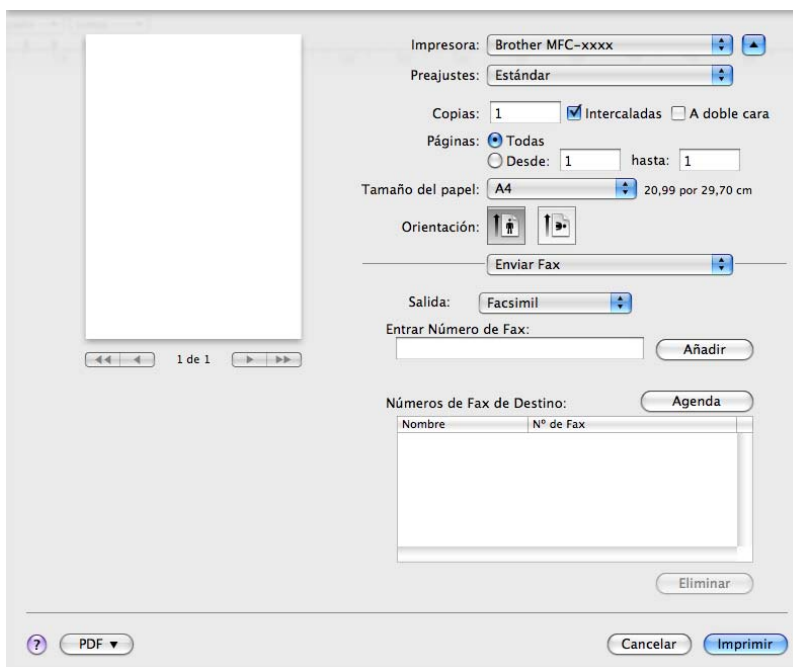 Impresora: Brother MFC-xxxx
Preajustes: Estándar
Copias: 1 Intercaladas A doble cara
Páginas: Todas
Desde: 1 hasta: 1
Tamaño del papel: A4 20,99 por 29,70 cm
Orientación:
Enviar Fax
Salida: Facsimil
Entrar Número de Fax:
Añadir
1 de 1
Números de Fax de Destino: Agenda
Nombre Nº de Fax
Eliminar
? PDF Cancelar Imprimir